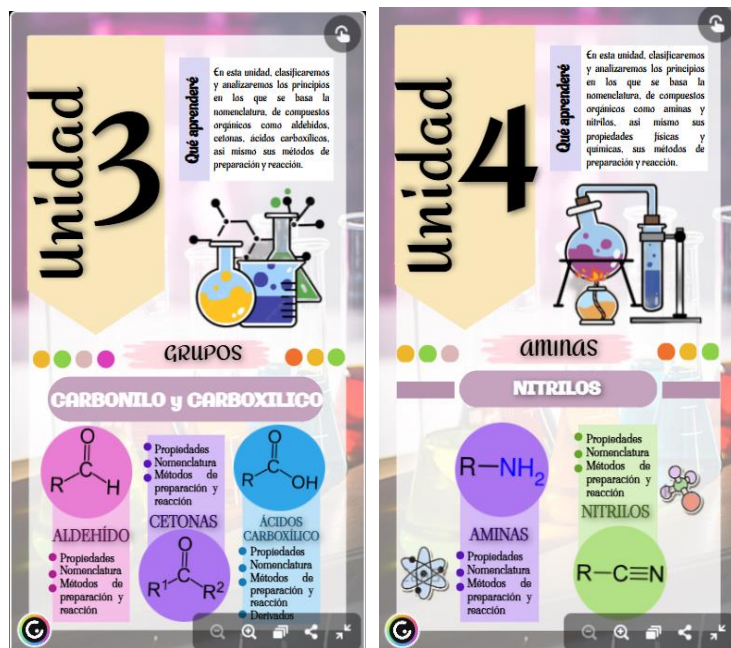 Unidad
3
Qué aprenderé
En esta unidad, clasificaremos
y analizaremos los principios
en los que se basa la
nomenclatura, de compuestos
orgánicos como aldehídos,
cetonas, ácidos carboxílicos,
así mismo sus métodos de
preparación y reacción.
GRUPOS
CARBONILO y CARBOXILICO
O
C
R
H
ALDEHÍDO
Propiedades
Nomenclatura
Métodos de
preparación y
reacción
Propiedades
Nomenclatura
Métodos de
preparación y
reacción
CETONAS
O
C
R1
R2
O
C
R
OH
ÁCIDOS
CARBOXÍLICO
Propiedades
Nomenclatura
Métodos de
preparación y
reacción
Derivados
Unidad
4
Qué aprenderé
En esta unidad, clasificaremos
y analizaremos los principios
en los que se basa la
nomenclatura, de compuestos
orgánicos como aminas y
nitrilos, así mismo sus
propiedades físicas y
químicas, sus métodos de
preparación y reacción.
aminas
NITRILOS
R—NH2
AMINAS
Propiedades
Nomenclatura
Métodos de
preparación y
reacción
Propiedades
Nomenclatura
Métodos de
preparación y
reacción
NITRILOS
R—C≡N